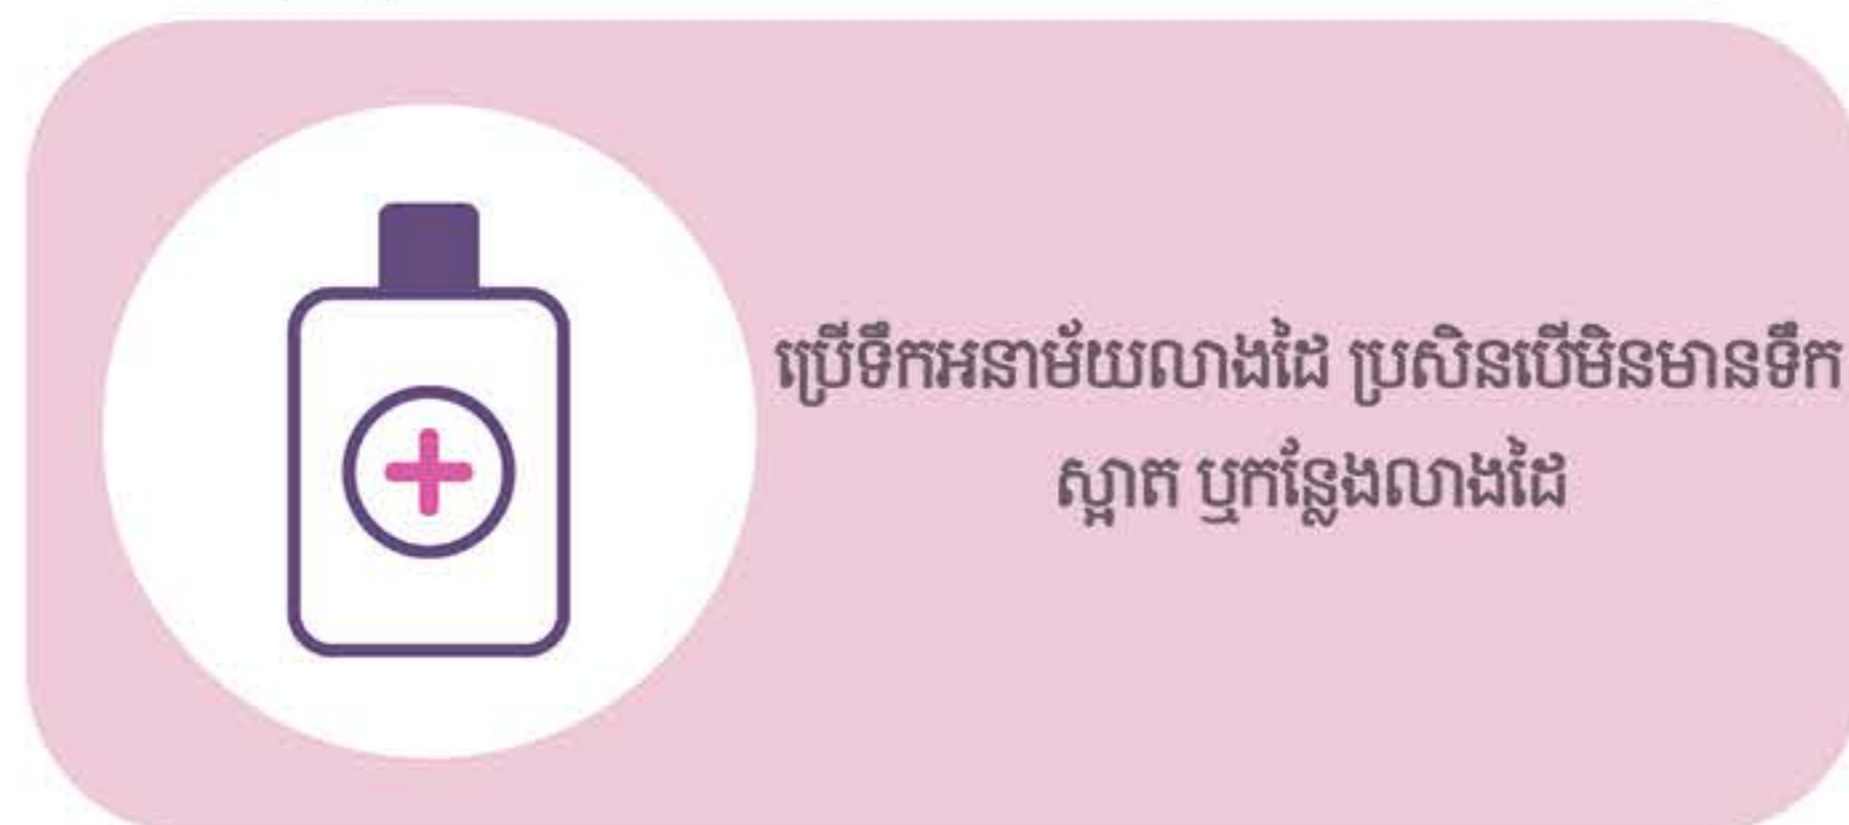 ប្រើទឹកអនាម័យលាងដៃ ប្រសិនបើមិនមានទឹក
ស្អាត ឬកន្លែងលាងដៃ